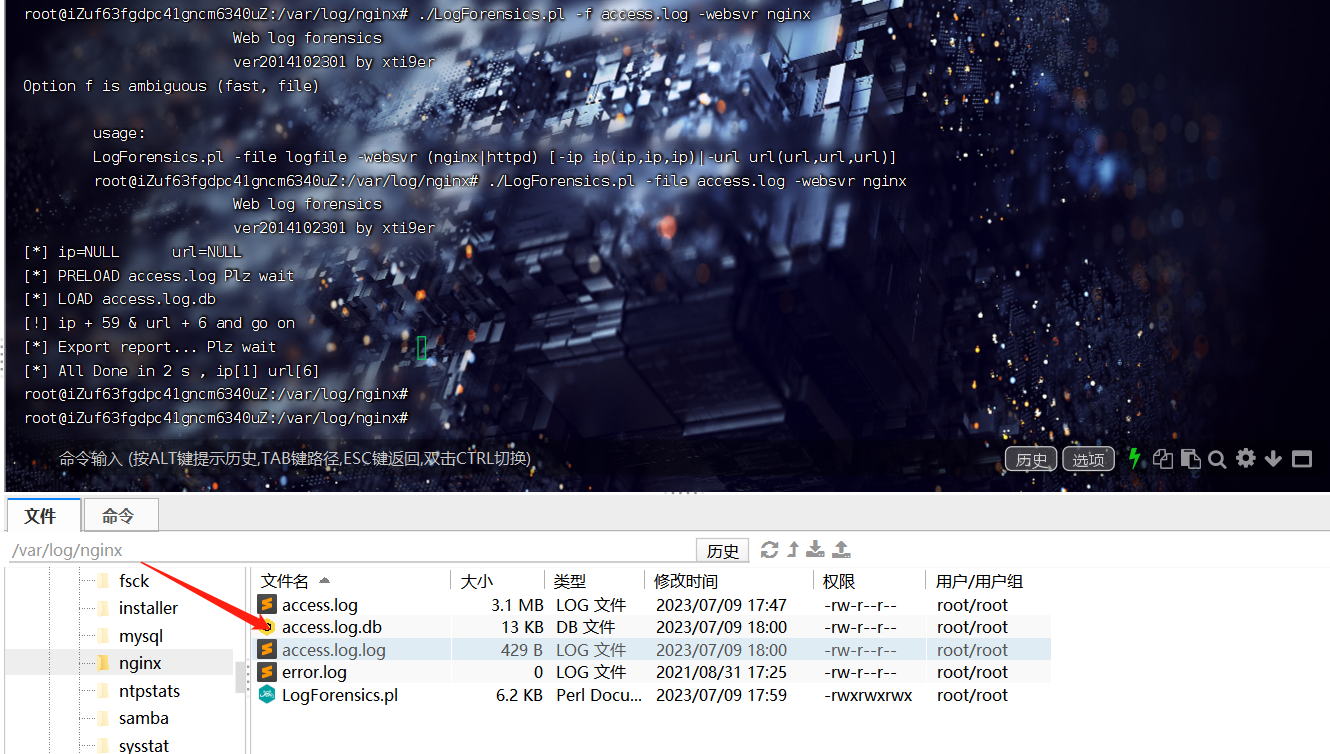 root@iZuf63fgdpc41gncm6340uZ:/var/log/nginx# ./LogForensics.pl -f access.log -websvr nginx
Web log forensics
ver2014102301 by xti9er
Option f is ambiguous (fast, file)
usage:
LogForensics.pl -file logfile -websvr (nginx|httpd) [-ip ip(ip,ip,ip)|-url url(url,url,url)]
root@iZuf63fgdpc41gncm6340uZ:/var/log/nginx# ./LogForensics.pl -file access.log -websvr nginx
Web log forensics
ver2014102301 by xti9er
[*] ip=NULL url=NULL
[*] PRELOAD access.log Plz wait
[*] LOAD access.log.db
[!] ip + 59 & url + 6 and go on
[*] Export report... Plz wait
[*] All Done in 2 s , ip[1] url[6]
root@iZuf63fgdpc41gncm6340uZ:/var/log/nginx#
root@iZuf63fgdpc41gncm6340uZ:/var/log/nginx#
命令输入 (按ALT键提示历史,TAB键路径,ESC键返回,双击CTRL切换) 历史 选项
文件 命令
/var/log/nginx 历史
fsck
installer
mysql
nginx
ntpstats
samba
sysstat
文件名 大小 类型 修改时间 权限 用户/用户组
access.log 3.1 MB LOG 文件 2023/07/09 17:47 -rw-r--r-- root/root
access.log.db 13 KB DB 文件 2023/07/09 18:00 -rw-r--r-- root/root
access.log.log 429 B LOG 文件 2023/07/09 18:00 -rw-r--r-- root/root
error.log 0 LOG 文件 2021/08/31 17:25 -rw-r--r-- root/root
LogForensics.pl 6.2 KB Perl Docu... 2023/07/09 17:59 -rwxrwxrwx root/root